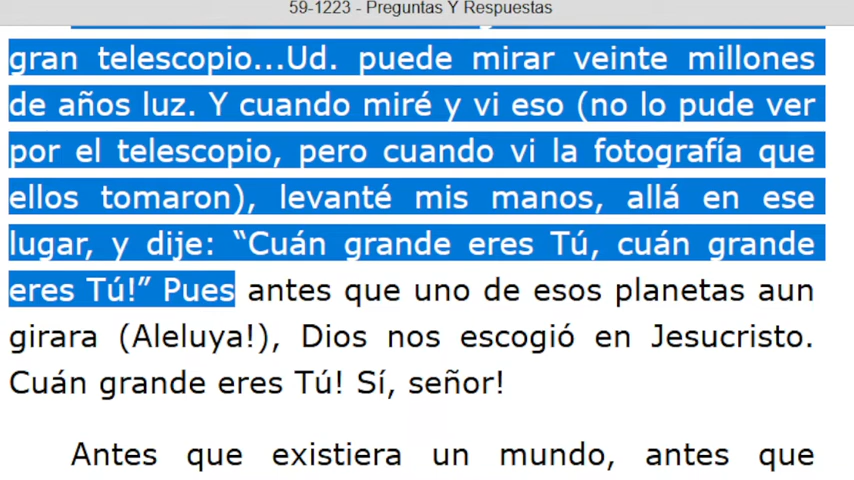 59-1223 - Preguntas Y Respuestas
gran telescopio...Ud. puede mirar veinte millones
de años luz. Y cuando miré y vi eso (no lo pude ver
por el telescopio, pero cuando vi la fotografía que
ellos tomaron), levanté mis manos, allá en ese
lugar, y dije: “Cuán grande eres Tú, cuán grande
eres Tú!” Pues antes que uno de esos planetas aun
girara (Aleluya!), Dios nos escogió en Jesucristo.
Cuán grande eres Tú! Sí, señor!
Antes que existiera un mundo, antes que